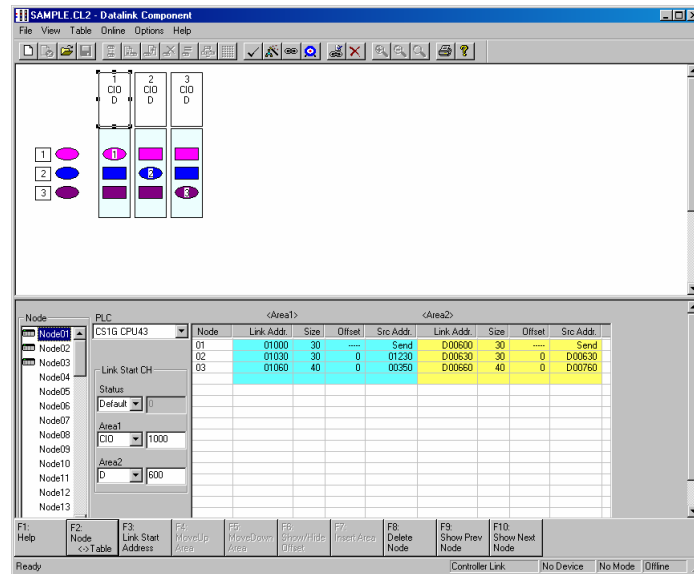 SAMPLE.CL2 - Datalink Component
File View Table Online Options Help
1 2 3
CIO CIO CIO
D D D
1 1
2 2
3 3
Node
Node01
Node02
Node03
Node04
Node05
Node06
Node07
Node08
Node09
Node10
Node11
Node12
Node13
PLC
CS1G CPU43
Link Start CH
Status
Default 0
Area1
CIO 1000
Area2
D 600
<Area1> <Area2>
Node Link Addr. Size Offset Src Addr. Link Addr. Size Offset Src Addr.
01 01000 30 ----- Send D00600 30 ----- Send
02 01030 30 0 01230 D00630 30 0 D00630
03 01060 40 0 00350 D00660 40 0 D00760
F1: Help
F2: Node <->Table
F3: Link Start Address
F4: MoveUp Area
F5: MoveDown Area
F6: Show/Hide Offset
F7: Insert Area
F8: Delete Node
F9: Show Prev Node
F10: Show Next Node
Ready Controller Link No Device No Mode Offline